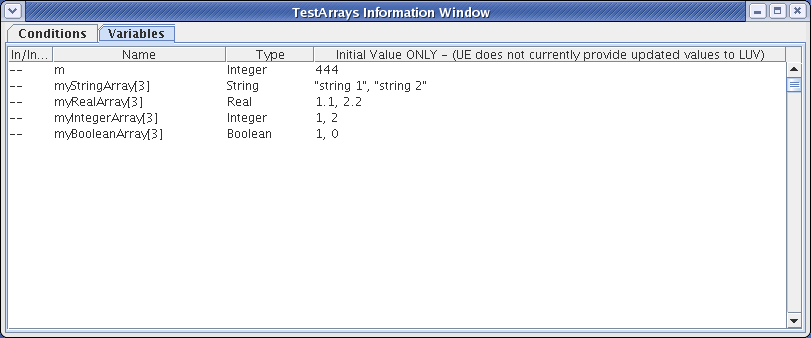 TestArrays Information Window
Conditions Variables
In/In... Name Type Initial Value ONLY - (UE does not currently provide updated values to LUV)
-- m Integer 444
-- myStringArray[3] String "string 1", "string 2"
-- myRealArray[3] Real 1.1, 2.2
-- myIntegerArray[3] Integer 1, 2
-- myBooleanArray[3] Boolean 1, 0